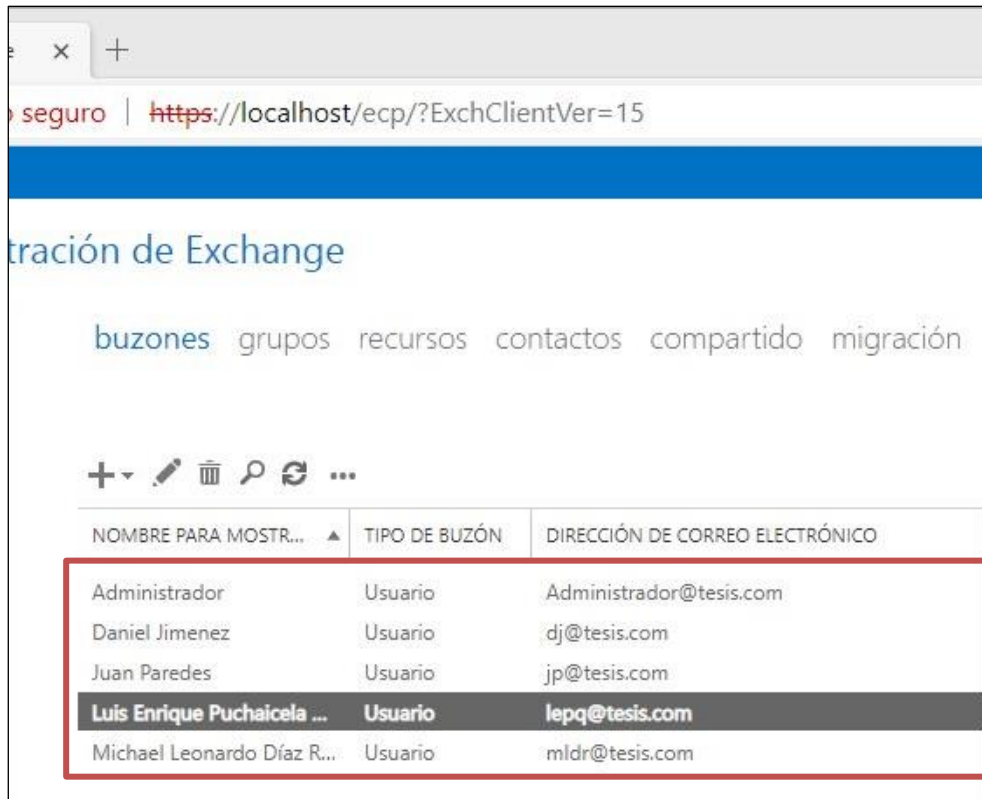 seguro | https://localhost/ecp/?ExchClientVer=15
tración de Exchange
buzones grupos recursos contactos compartido migración
NOMBRE PARA MOSTR... TIPO DE BUZÓN DIRECCIÓN DE CORREO ELECTRÓNICO
Administrador Usuario Administrador@tesis.com
Daniel Jimenez Usuario dj@tesis.com
Juan Paredes Usuario jp@tesis.com
Luis Enrique Puchaicela ... Usuario lepq@tesis.com
Michael Leonardo Díaz R... Usuario mldr@tesis.com